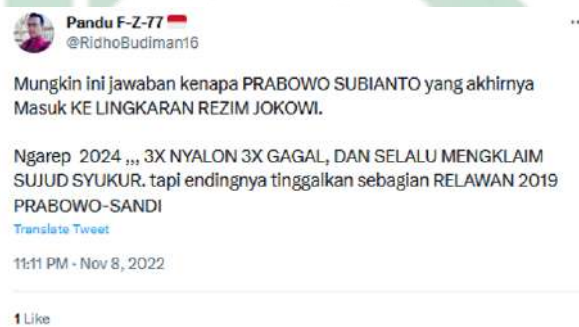 Pandu F-Z-77
@RidhoBudiman16
Mungkin ini jawaban kenapa PRABOWO SUBIANTO yang akhirnya
Masuk KE LINGKARAN REZIM JOKOWI.
Ngarep 2024 ,,, 3X NYALON 3X GAGAL, DAN SELALU MENGKLAIM
SUJUD SYUKUR. tapi endingnya tinggalkan sebagian RELAWAN 2019
PRABOWO-SANDI
Translate Tweet
11:11 PM · Nov 8, 2022
1 Like